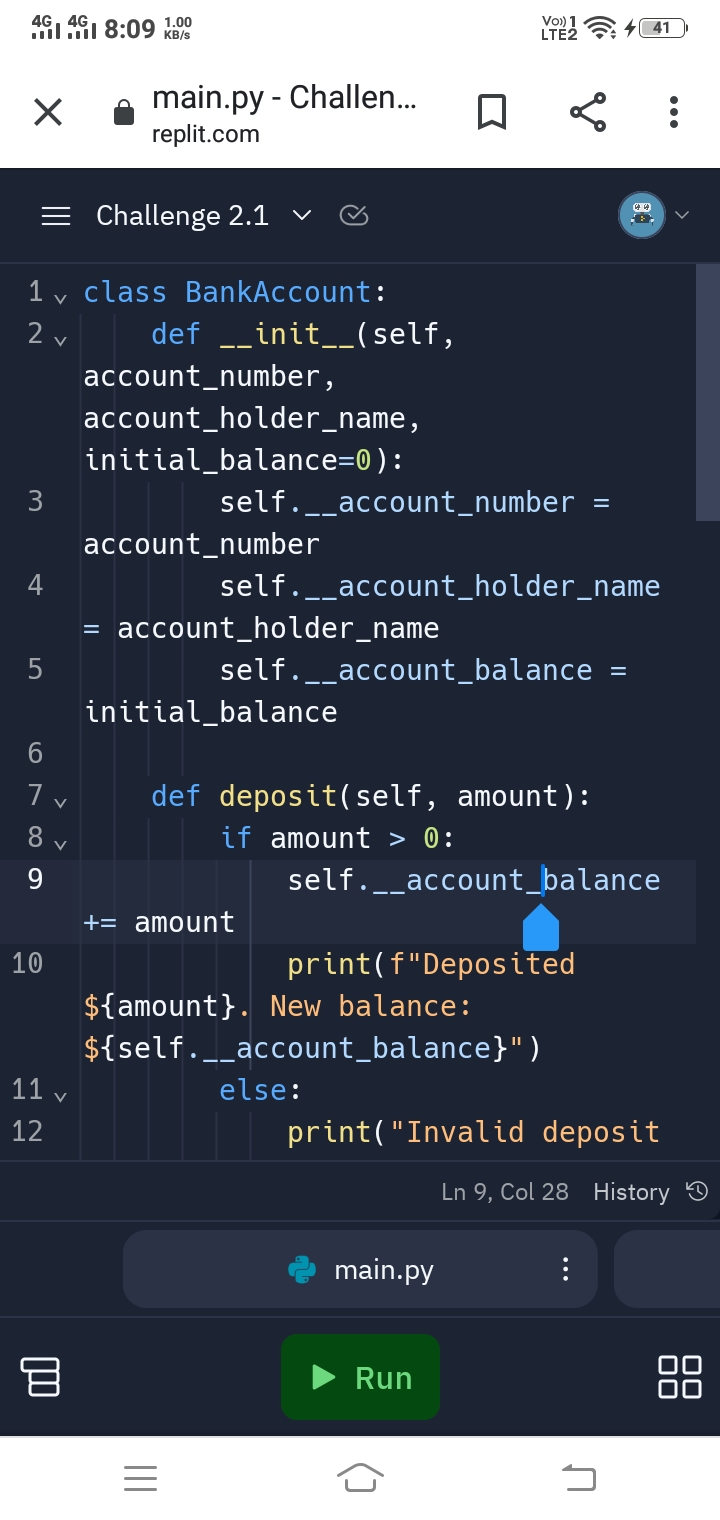 4G 4G 8:09 1.00 KB/s Vo) 1 LTE2 41
main.py - Challen...
replit.com
Challenge 2.1
1 class BankAccount:
2 def __init__(self,
account_number,
account_holder_name,
initial_balance=0):
3 self.__account_number =
account_number
4 self.__account_holder_name
= account_holder_name
5 self.__account_balance =
initial_balance
6
7 def deposit(self, amount):
8 if amount > 0:
9 self.__account_balance
+= amount
10 print(f"Deposited
${amount}. New balance:
${self.__account_balance}")
11 else:
12 print("Invalid deposit
Ln 9, Col 28 History
main.py
Run